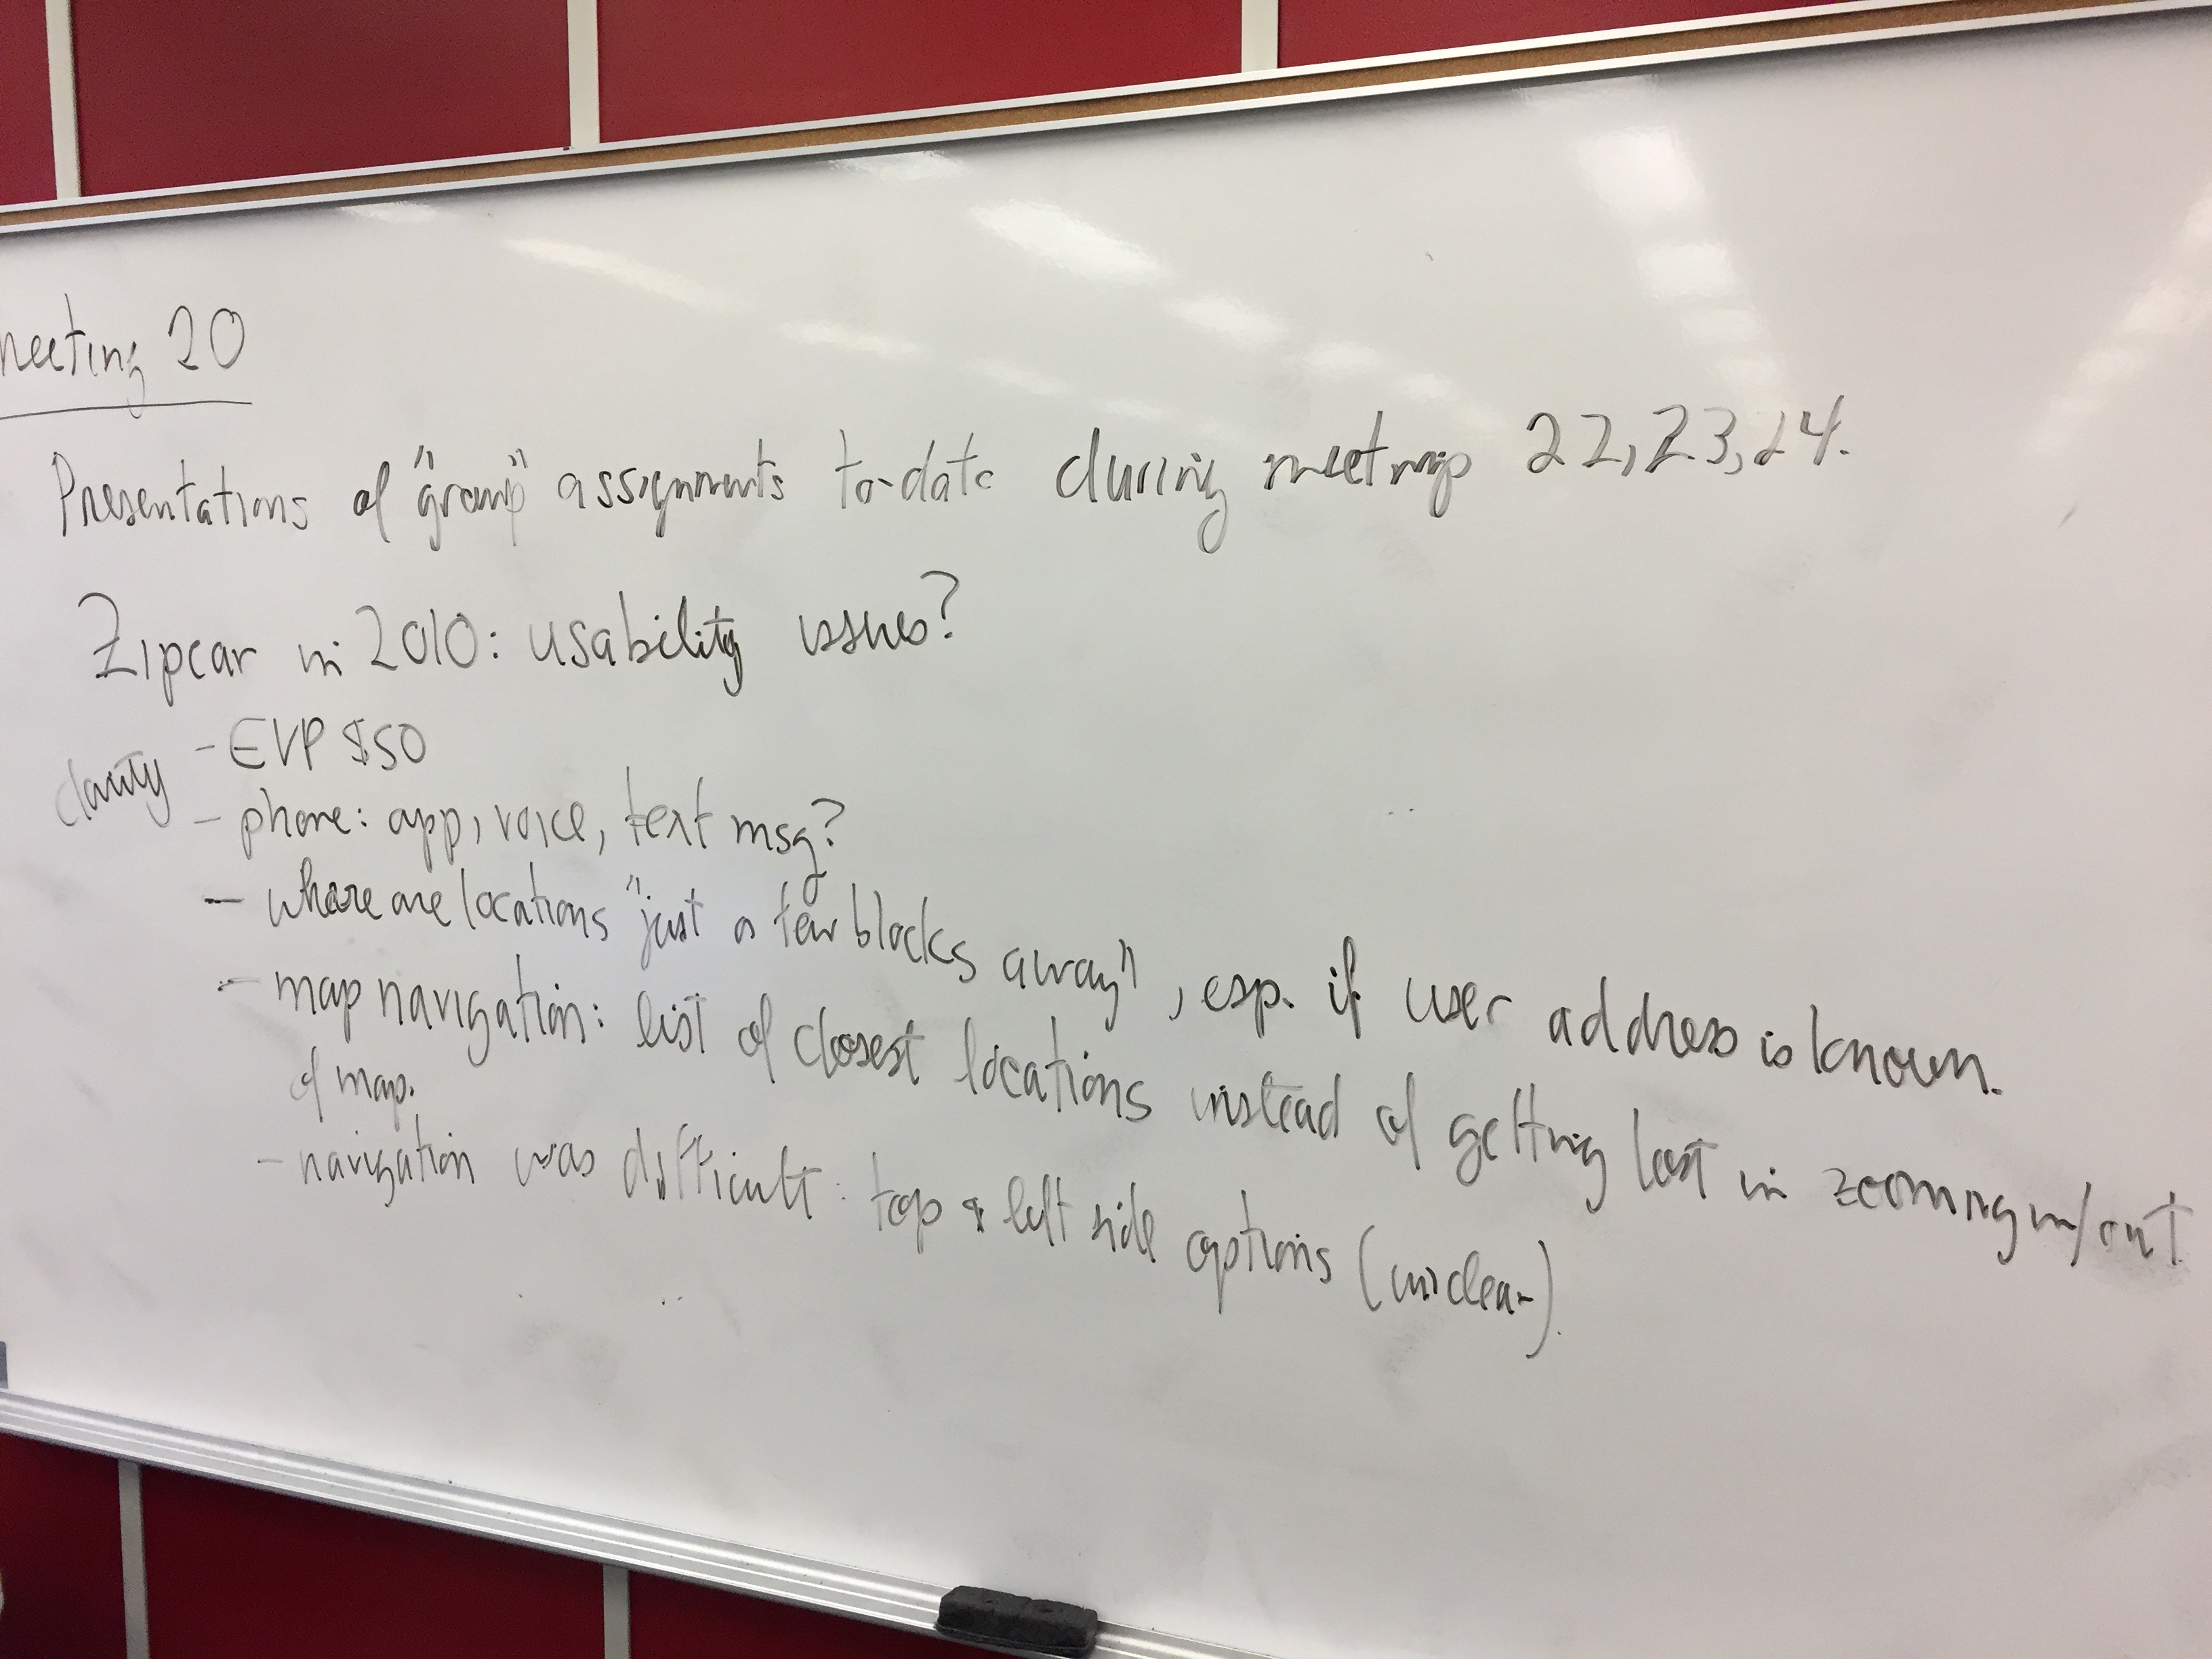 meeting 20
Presentations of "group" assignments to-date during meetings 22, 23, 24.
Zipcar in 2010: usability issues?
clarity - EVP $50
- phone: app, voice, text msg?
- where are locations "just a few blocks away", esp. if user address is known.
- map navigation: list of closest locations instead of getting lost in zooming in/out
of map.
- navigation was difficult: top & left side options (unclear).